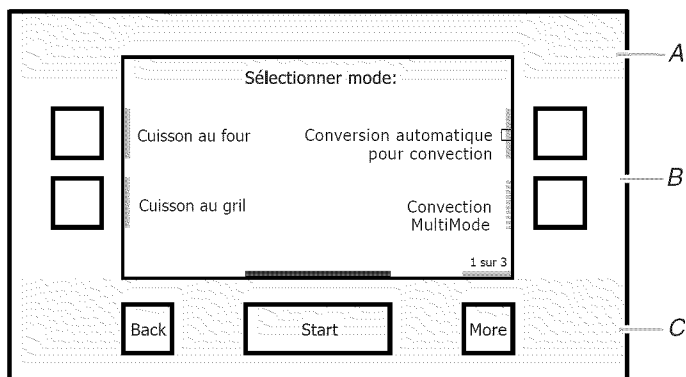 A
Sélectionner mode:
Cuisson au four
Conversion automatique
pour convection
B
Cuisson au gril
Convection
MultiMode
1 sur 3
Back
Start
More
C